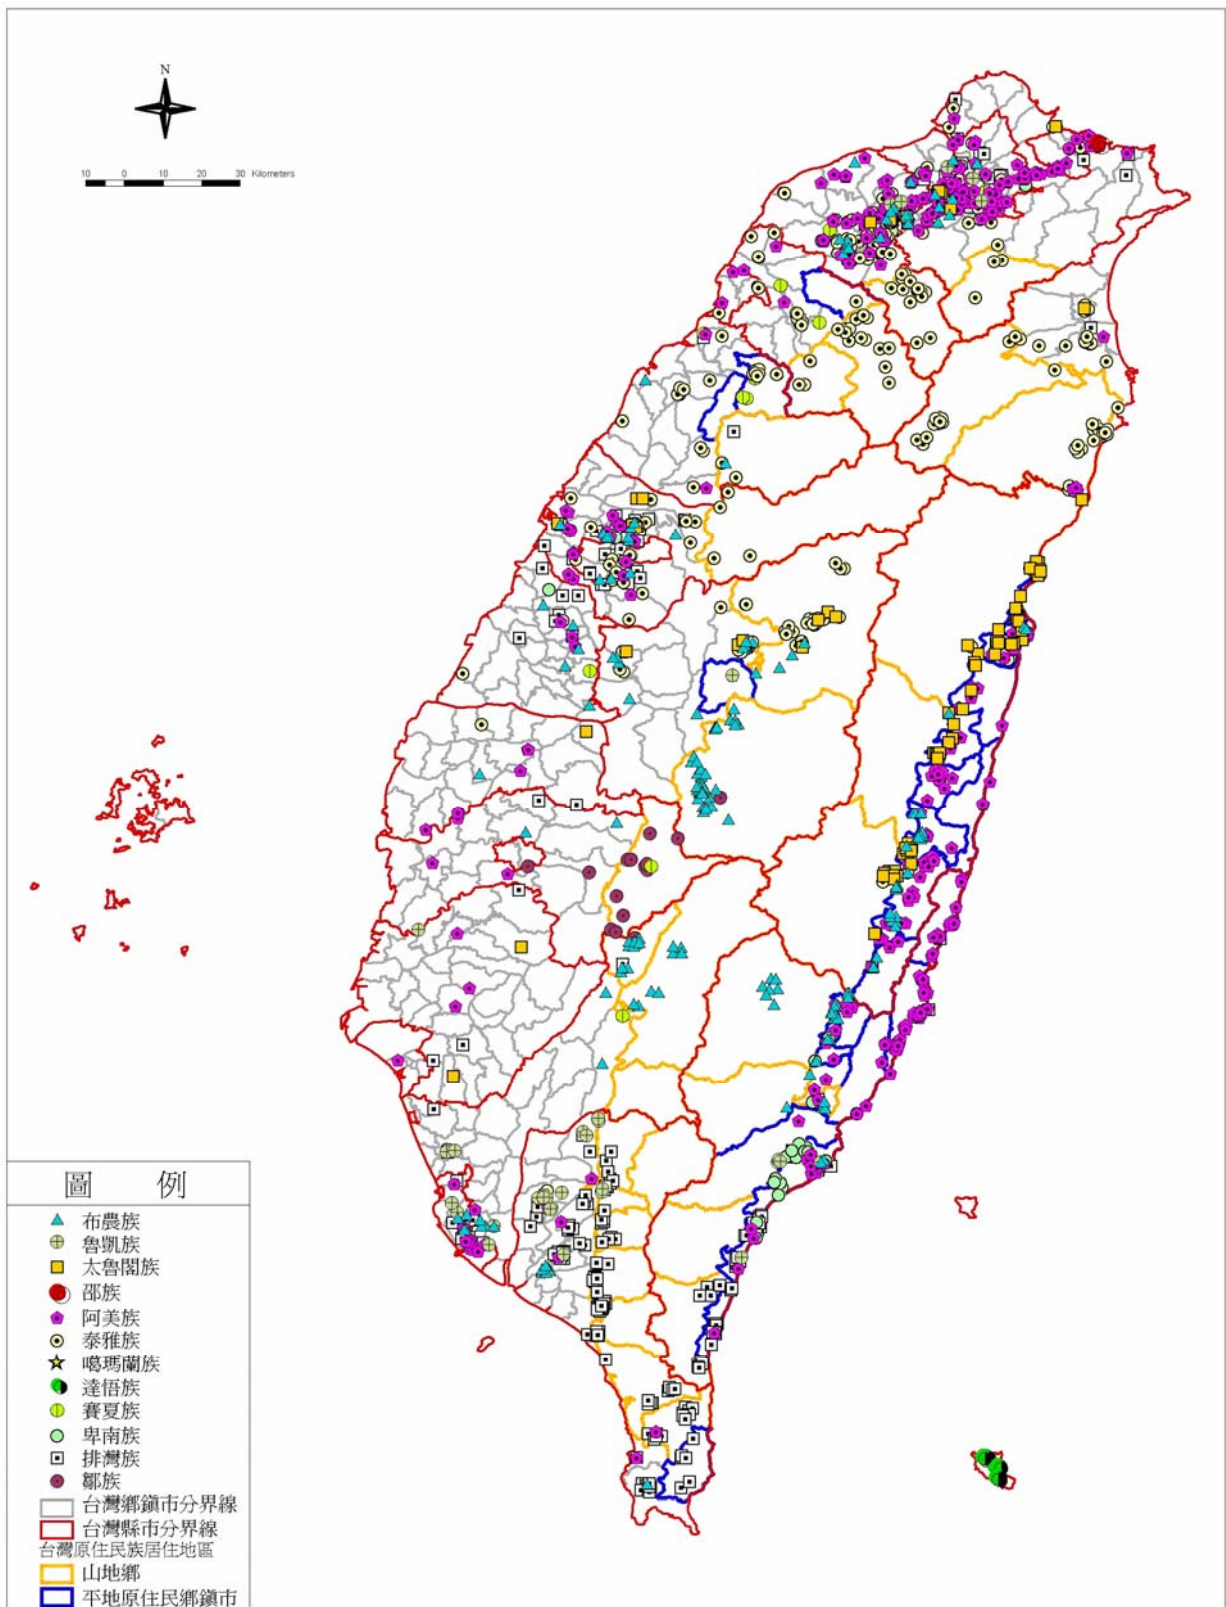 N
10 0 10 20 30 Kilometers
圖 例
布農族
魯凱族
太魯閣族
邵族
阿美族
泰雅族
噶瑪蘭族
達悟族
賽夏族
卑南族
排灣族
鄒族
台灣鄉鎮市分界線
台灣縣市分界線
台灣原住民族居住地區
山地鄉
平地原住民鄉鎮市